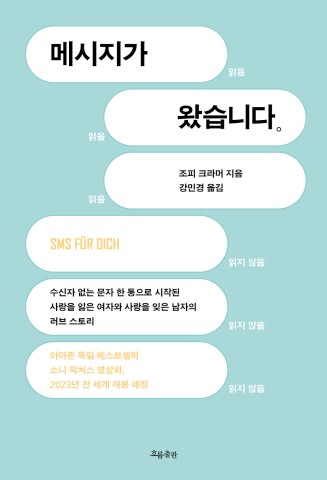 메시지가
읽음
왔습니다。
읽음
조피 크라머 지음
강민경 옮김
읽음
SMS FÜR DICH
읽지 않음
수신자 없는 문자 한 통으로 시작된
사랑을 잃은 여자와 사랑을 잊은 남자의
러브 스토리
읽지 않음
아마존 독일 베스트셀러
소니 픽처스 영상화,
2023년 전 세계 개봉 예정
읽지 않음
흐름출판